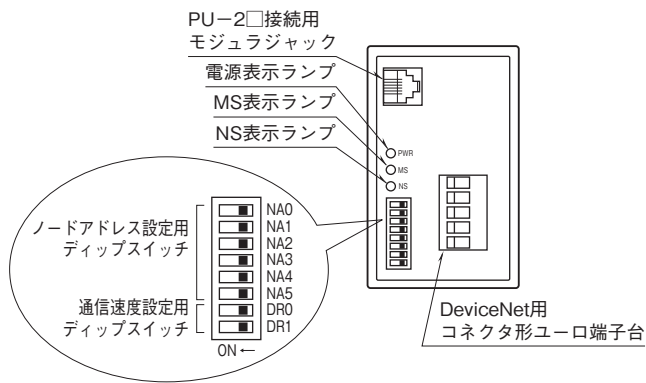 PU－2□接続用
モジュラジャック
電源表示ランプ
MS表示ランプ
NS表示ランプ
PWR
MS
NS
ノードアドレス設定用
ディップスイッチ
NA0
NA1
NA2
NA3
NA4
NA5
通信速度設定用
ディップスイッチ
DR0
DR1
ON←
DeviceNet用
コネクタ形ユーロ端子台